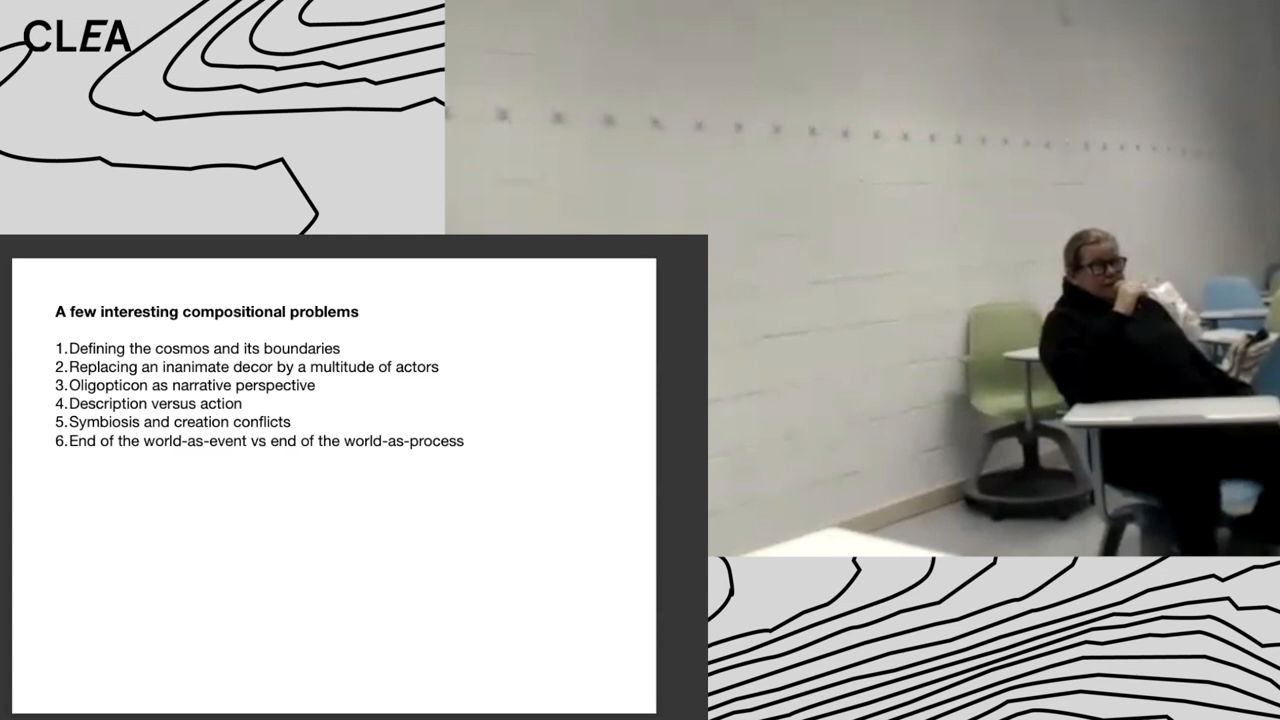 CLEA
A few interesting compositional problems
1.Defining the cosmos and its boundaries
2.Replacing an inanimate decor by a multitude of actors
3.Oligopticon as narrative perspective
4.Description versus action
5.Symbiosis and creation conflicts
6.End of the world-as-event vs end of the world-as-process